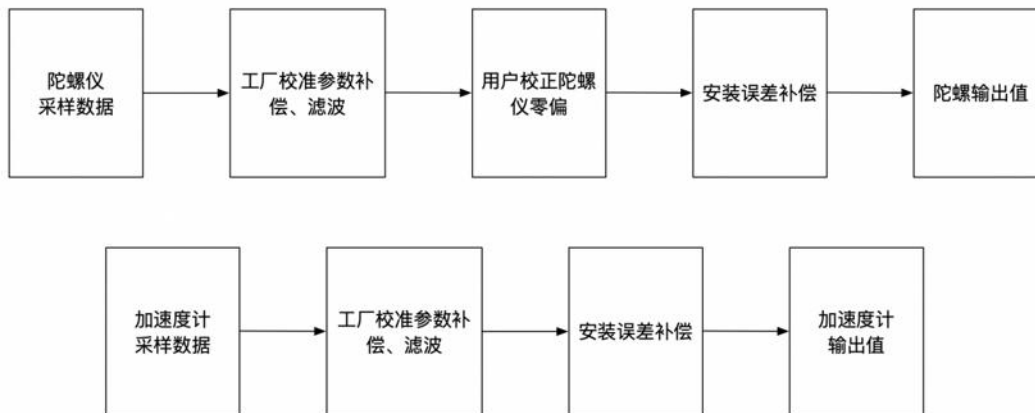 陀螺仪
采样数据
工厂校准参数补
偿、滤波
用户校正陀螺
仪零偏
安装误差补偿
陀螺输出值
加速度计
采样数据
工厂校准参数补
偿、滤波
安装误差补偿
加速度计
输出值